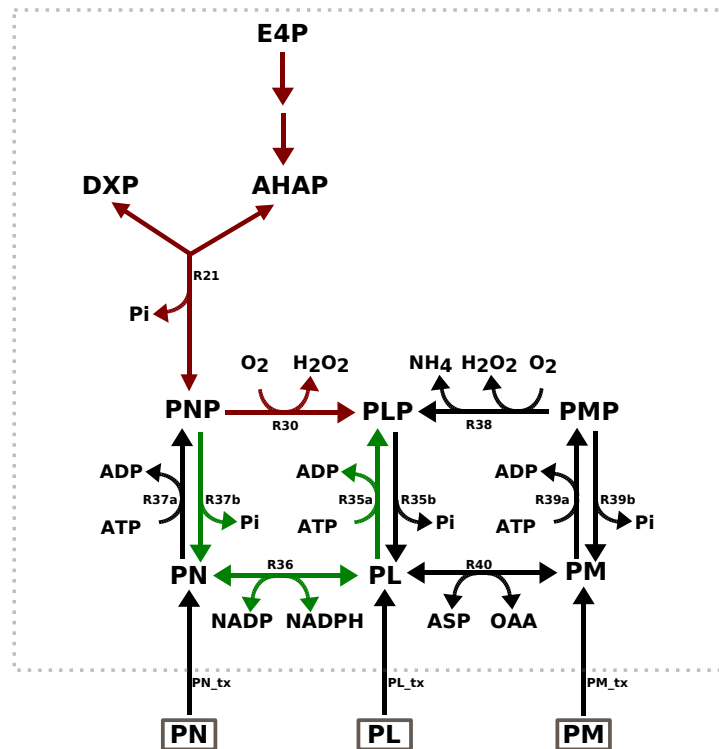 E4P
DXP AHAP
R21
Pi
O2 H2O2 NH4 H2O2 O2
PNP PLP PMP
R30 R38
ADP ADP ADP
R37a R37b R35a R35b R39a R39b
ATP Pi ATP Pi ATP Pi
PN R36 PL R40 PM
NADP NADPH ASP OAA
PN_tx PL_tx PM_tx
PN PL PM